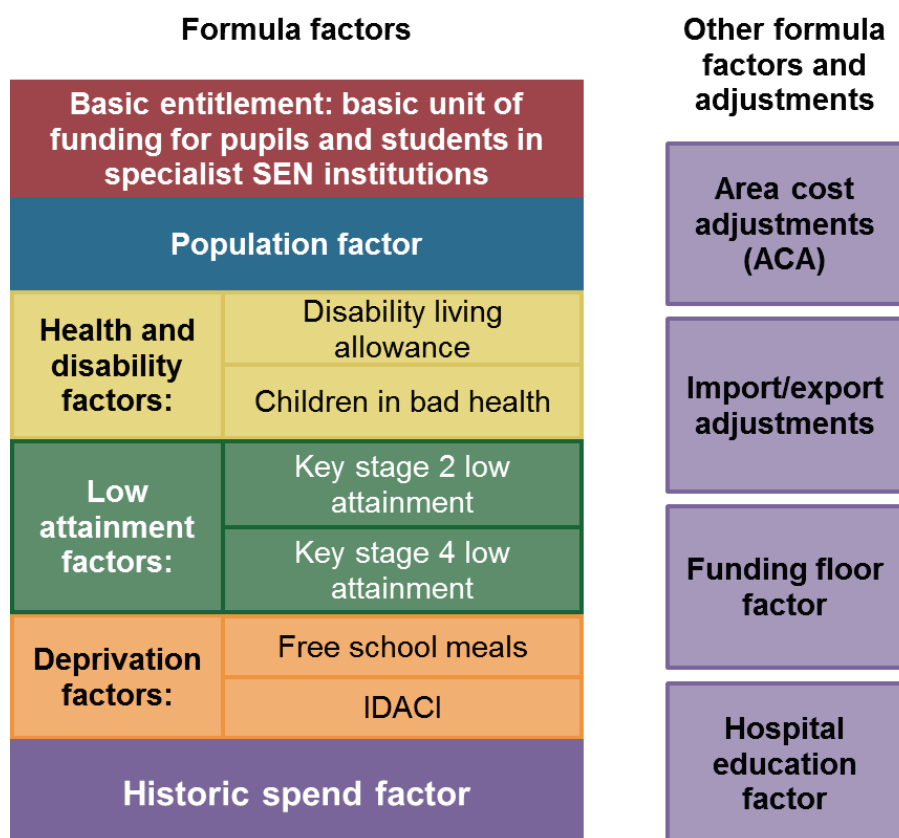 Formula factors
Basic entitlement: basic unit of
funding for pupils and students in
specialist SEN institutions
Population factor
Health and
disability
factors:
Disability living
allowance
Children in bad health
Low
attainment
factors:
Key stage 2 low
attainment
Key stage 4 low
attainment
Deprivation
factors:
Free school meals
IDACI
Historic spend factor
Other formula
factors and
adjustments
Area cost
adjustments
(ACA)
Import/export
adjustments
Funding floor
factor
Hospital
education
factor